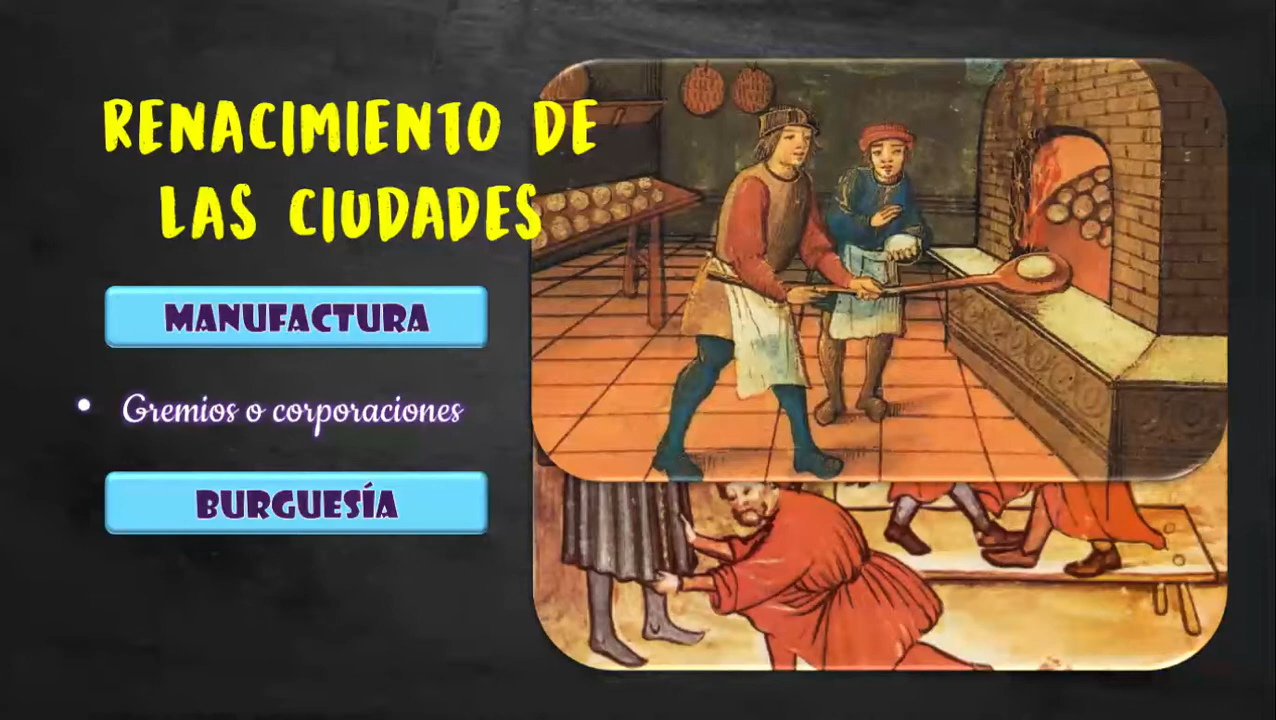 RENACIMIENTO DE
LAS CIUDADES
MANUFACTURA
• Gremios o corporaciones
BURGUESÍA